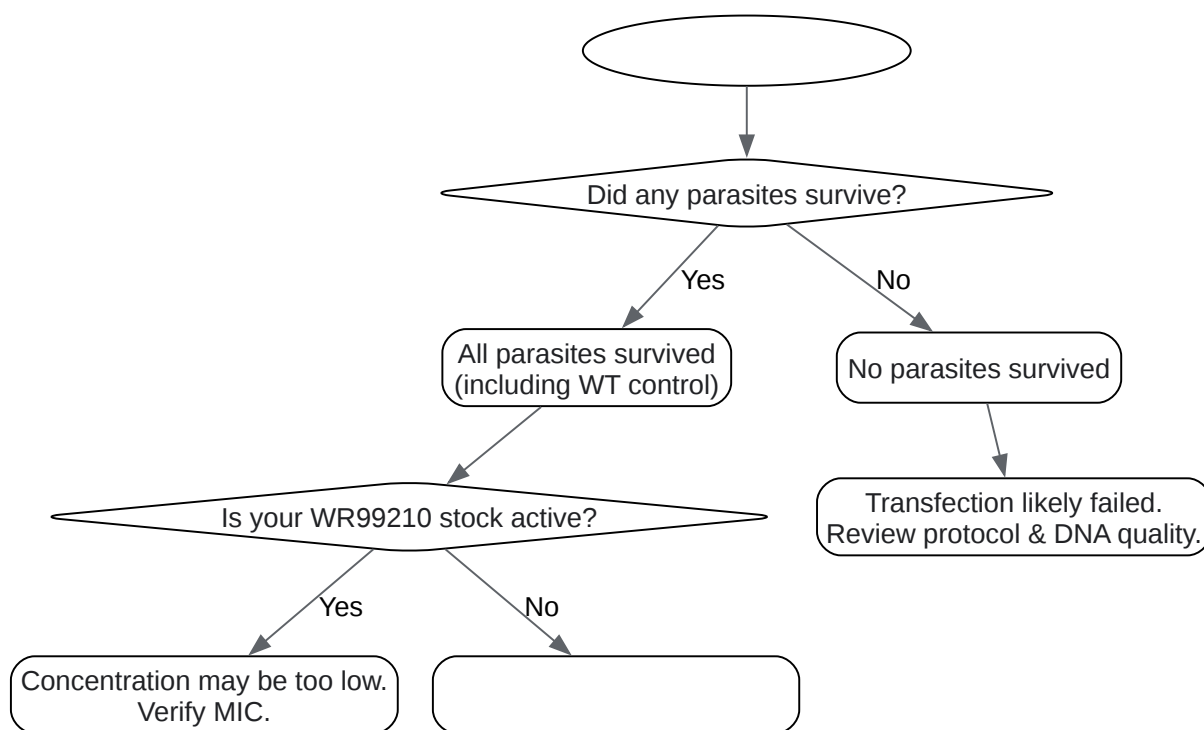 Did any parasites survive?
Yes
No
All parasites survived
(including WT control)
No parasites survived
Transfection likely failed.
Review protocol & DNA quality.
Is your WR99210 stock active?
Yes
No
Concentration may be too low.
Verify MIC.